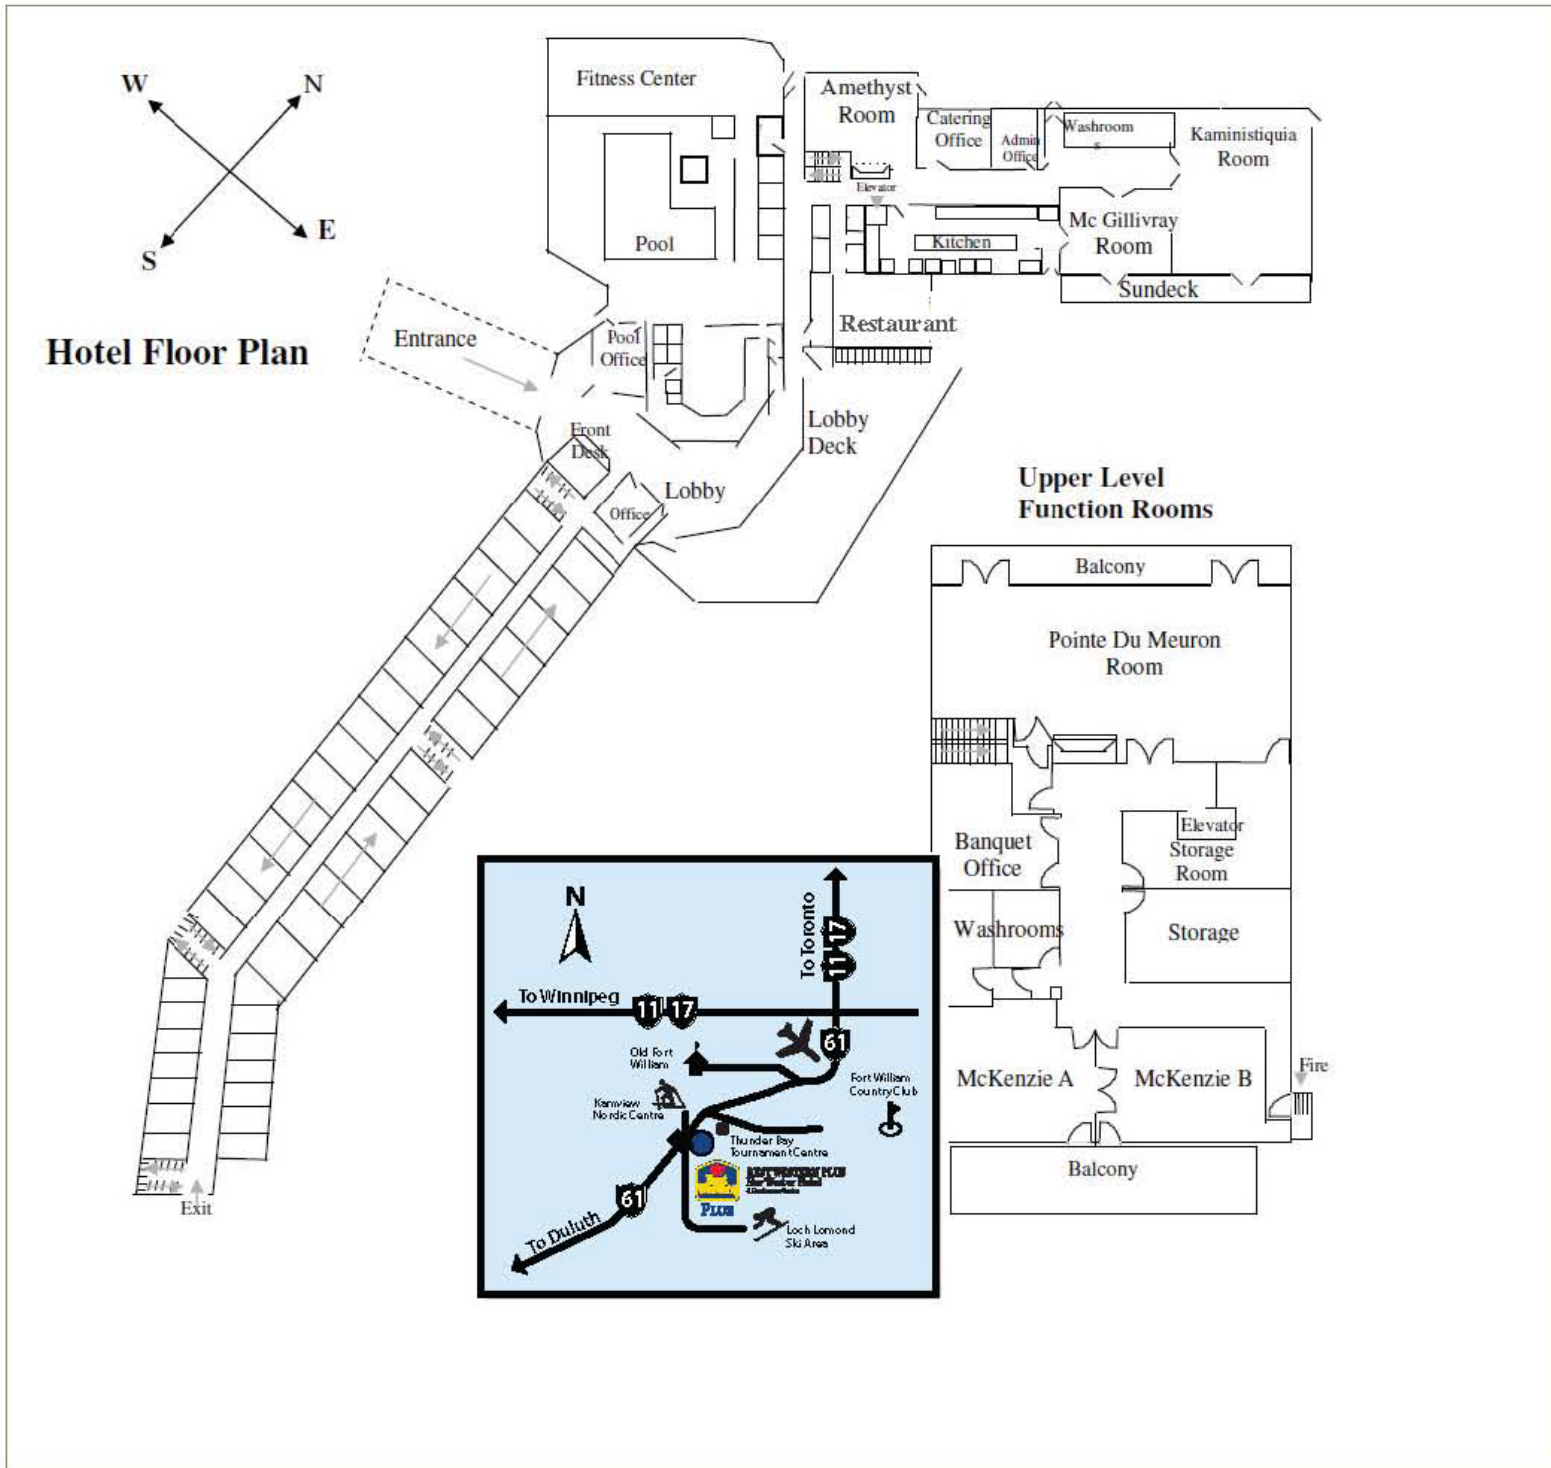 W
N
S
E
Hotel Floor Plan
Fitness Center
Pool
Entrance
Pool
Office
Front
Desk
Office
Lobby
Lobby
Deck
Amethyst
Room
Catering
Office
Admin
Office
Washroom
s
Kaministiquia
Room
Elevator
Mc Gillivray
Room
Kitchen
Sundeck
Restaurant
Exit
Upper Level
Function Rooms
Balcony
Pointe Du Meuron
Room
Elevator
Storage
Room
Banquet
Office
Washrooms
Storage
McKenzie A
McKenzie B
Fire
Balcony
N
To Toronto
17
11
To Winnipeg
11
17
61
Old Fort
William
Fort William
Country Club
Kamview
Nordic Centre
Thunder Bay
Tournament Centre
BEST WESTERN PLUS
PLUS
61
To Duluth
Loch Lomond
Ski Area